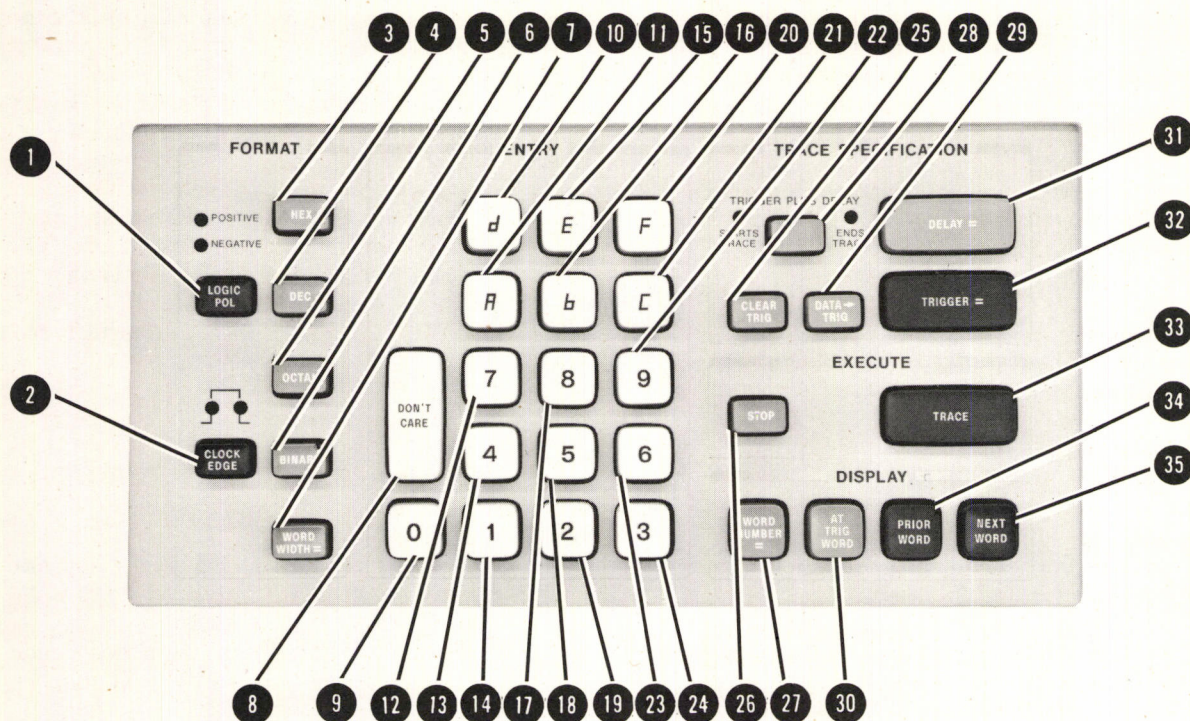 3 4 5 6 7 10 11 15 16 20 21 22 25 28 29
FORMAT ENTRY TRACE SPECIFICATION
1 31
POSITIVE
NEGATIVE
HEX
d E F
TRIGGER PLUS DELAY
STARTS TRACE
ENDS TRACE
DELAY =
32
LOGIC POL
DEC
A b C
CLEAR TRIG
DATA→ TRIG
TRIGGER =
33
EXECUTE
2
OCTAL
DON'T CARE
7 8 9
STOP
TRACE
34
CLOCK EDGE
BINARY
4 5 6
DISPLAY
35
WORD WIDTH =
0 1 2 3
WORD NUMBER =
AT TRIG WORD
PRIOR WORD
NEXT WORD
8 9 12 13 14 17 18 19 23 24 26 27 30